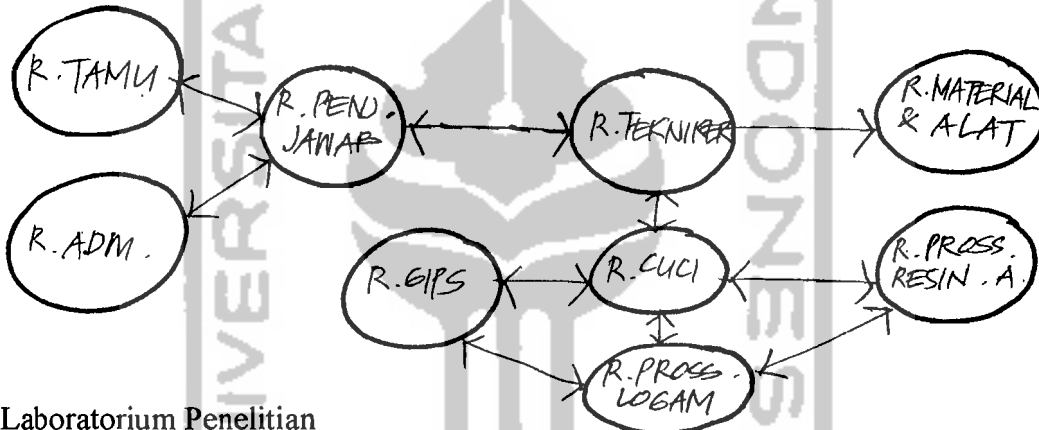 R. TAMU
R. PENJ.
JAWAB
R. TEKNIKER
R. MATERIAL
& ALAT
R. ADM.
R. GIPS
R. CUCI
R. PROSS.
RESIN. A.
R. PROSS.
LOGAM
Laboratorium Penelitian